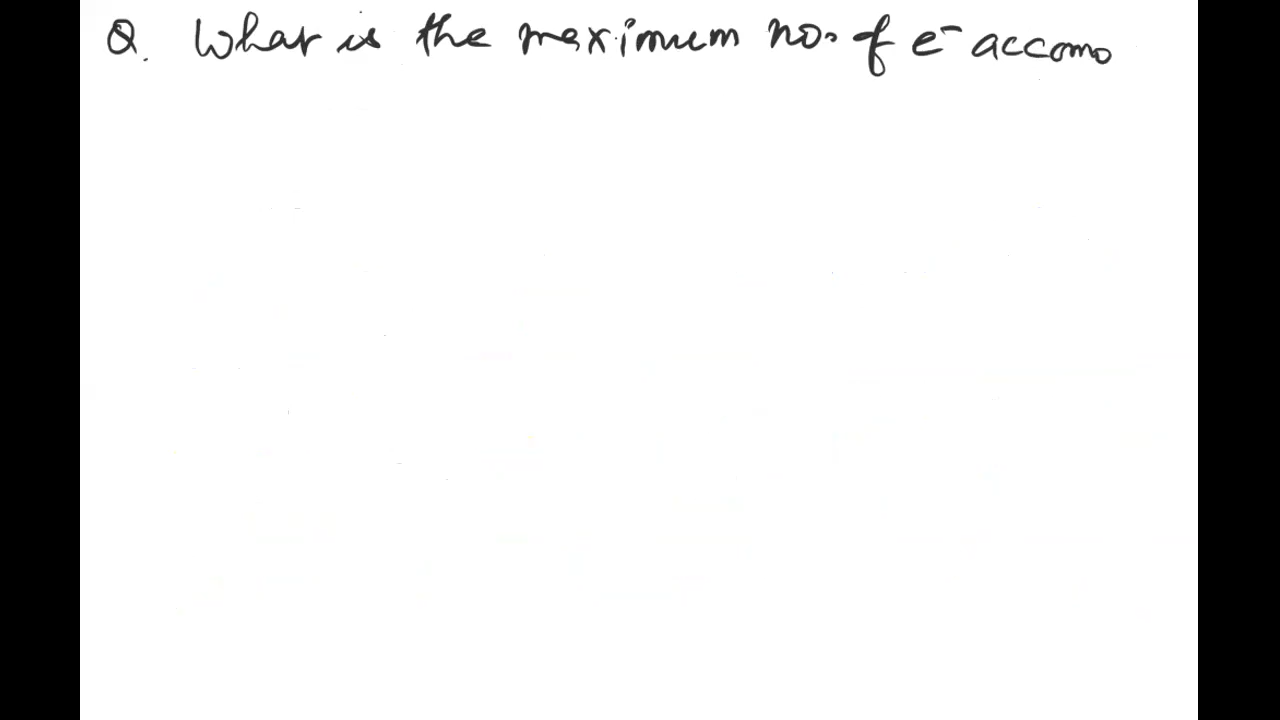 Q. What is the maximum no. of e⁻ accomo